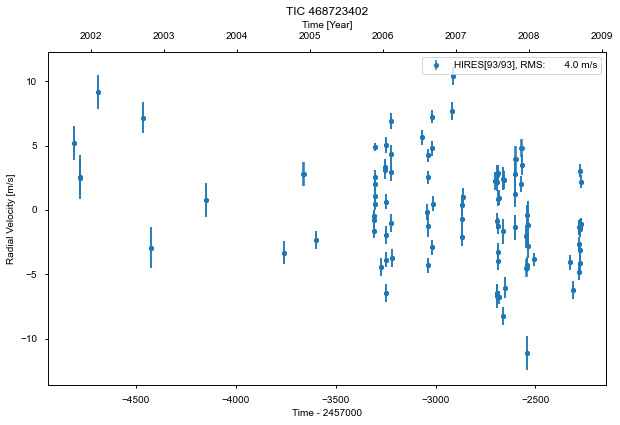 TIC 468723402
Time [Year]
2002 2003 2004 2005 2006 2007 2008 2009
HIRES[93/93], RMS: 4.0 m/s
10
5
0
−5
−10
Radial Velocity [m/s]
−4500 −4000 −3500 −3000 −2500
Time - 2457000